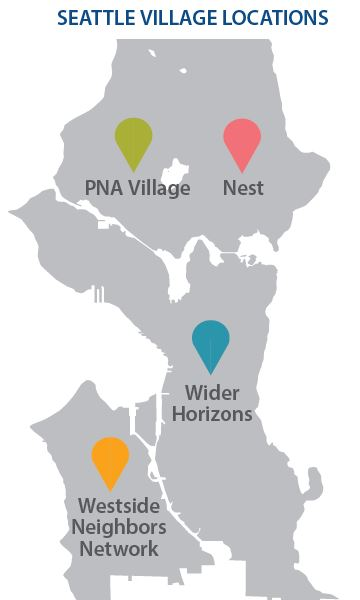 SEATTLE VILLAGE LOCATIONS
PNA Village
Nest
Wider
Horizons
Westside
Neighbors
Network